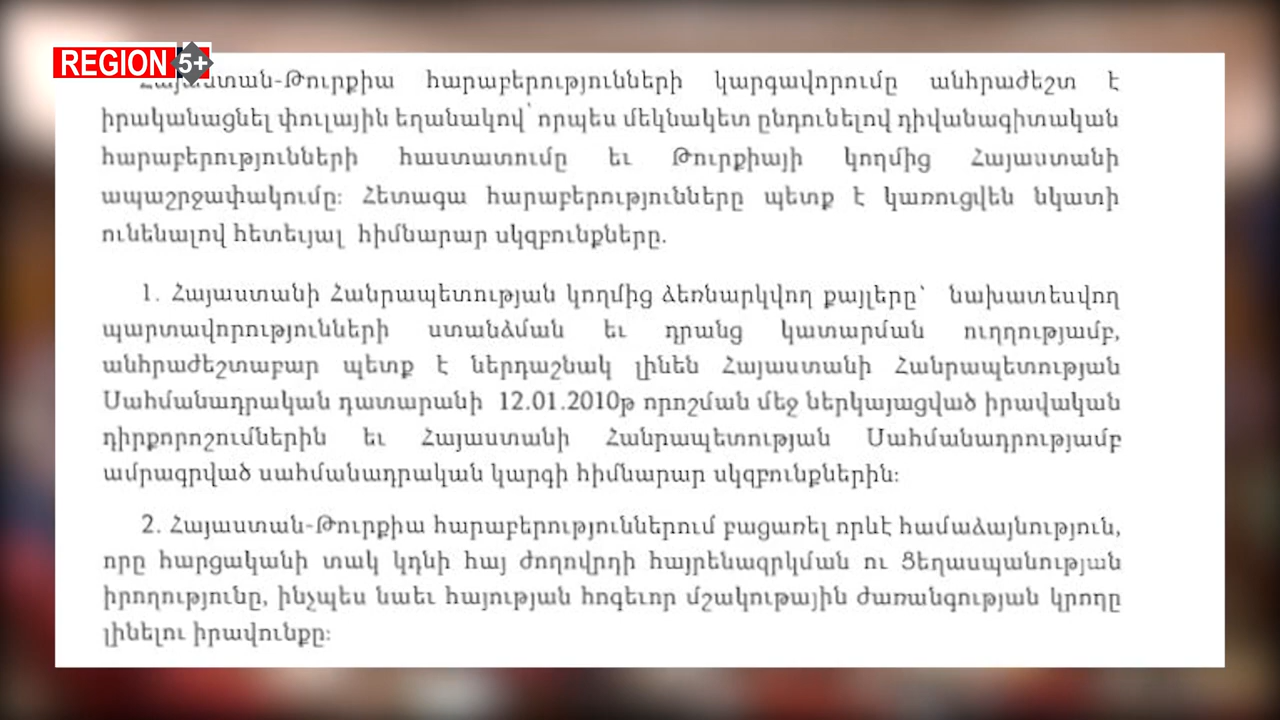 REGION 5+
Հայաստան-Թուրքիա հարաբերությունների կարգավորումը անհրաժեշտ է
իրականացնել փուլային եղանակով՝ որպես մեկնակետ ընդունելով դիվանագիտական
հարաբերությունների հաստատումը եւ Թուրքիայի կողմից Հայաստանի
ապաշրջափակումը: Հետագա հարաբերությունները պետք է կառուցվեն նկատի
ունենալով հետեւյալ հիմնարար սկզբունքները.
1. Հայաստանի Հանրապետության կողմից ձեռնարկվող քայլերը՝ նախատեսվող
պարտավորությունների ստանձման եւ դրանց կատարման ուղղությամբ,
անհրաժեշտաբար պետք է ներդաշնակ լինեն Հայաստանի Հանրապետության
Սահմանադրական դատարանի 12.01.2010թ որոշման մեջ ներկայացված իրավական
դիրքորոշումներին եւ Հայաստանի Հանրապետության Սահմանադրությամբ
ամրագրված սահմանադրական կարգի հիմնարար սկզբունքներին:
2. Հայաստան-Թուրքիա հարաբերություններում բացառել որևէ համաձայնություն,
որը հարցականի տակ կդնի հայ ժողովրդի հայրենազրկման ու Ցեղասպանության
իրողությունը, ինչպես նաեւ հայության հոգեւոր մշակութային ժառանգության կրողը
լինելու իրավունքը: